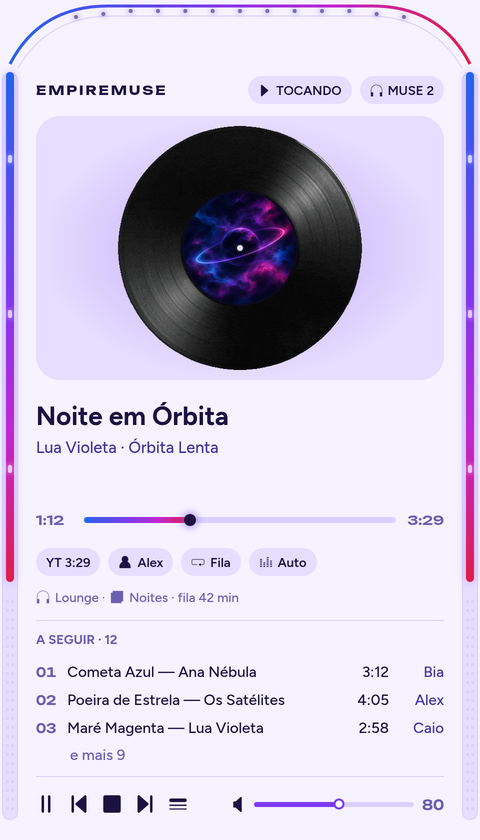 EMPIREMUSE
TOCANDO
MUSE 2
Noite em Órbita
Lua Violeta · Órbita Lenta
1:12
3:29
YT 3:29
Alex
Fila
Auto
Lounge · Noites · fila 42 min
A SEGUIR · 12
01 Cometa Azul — Ana Nébula 3:12 Bia
02 Poeira de Estrela — Os Satélites 4:05 Alex
03 Maré Magenta — Lua Violeta 2:58 Caio
e mais 9
80